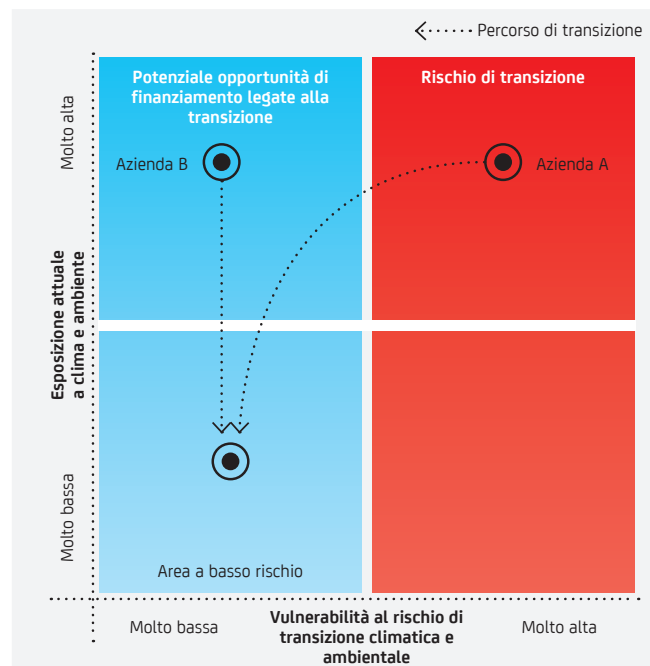 Percorso di transizione
Potenziale opportunità di
finanziamento legate alla
transizione
Rischio di transizione
Molto alta
Azienda B
Azienda A
Esposizione attuale
a clima e ambiente
Molto bassa
Area a basso rischio
Molto bassa
Vulnerabilità al rischio di
transizione climatica e
ambientale
Molto alta